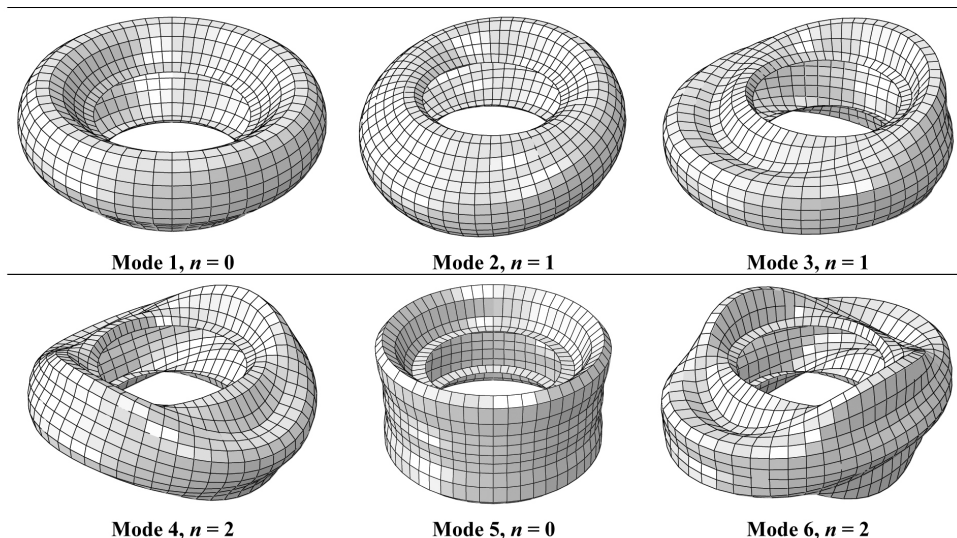 Mode 1, n = 0
Mode 2, n = 1
Mode 3, n = 1
Mode 4, n = 2
Mode 5, n = 0
Mode 6, n = 2